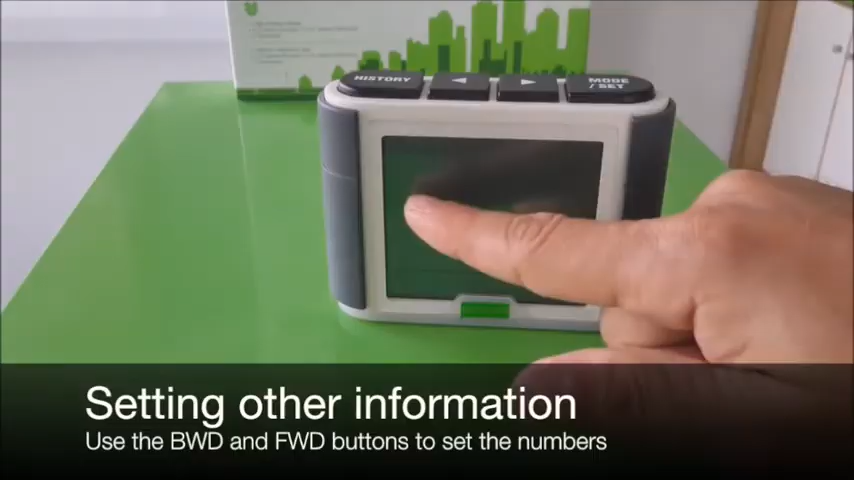 HISTORY
MODE
/ SET
Setting other information
Use the BWD and FWD buttons to set the numbers